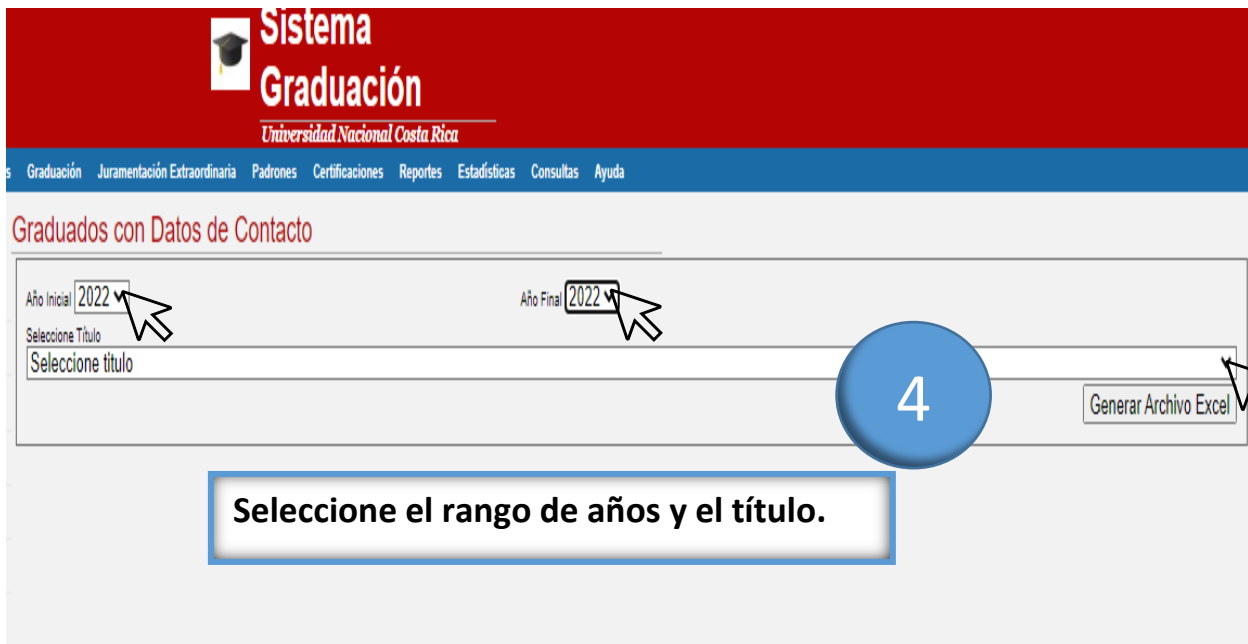 Sistema
Graduación
Universidad Nacional Costa Rica
s Graduación Juramentación Extraordinaria Padrones Certificaciones Reportes Estadísticas Consultas Ayuda
Graduados con Datos de Contacto
Año Inicial 2022 Año Final 2022
Seleccione Título
Seleccione titulo
4
Generar Archivo Excel
Seleccione el rango de años y el título.